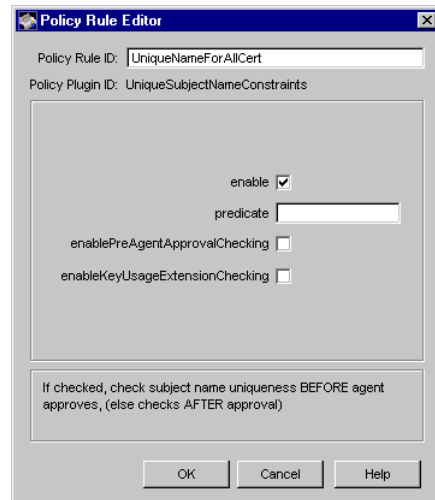 Policy Rule Editor
Policy Rule ID: UniqueNameForAllCert
Policy Plugin ID: UniqueSubjectNameConstraints
enable
predicate
enablePreAgentApprovalChecking
enableKeyUsageExtensionChecking
If checked, check subject name uniqueness BEFORE agent
approves, (else checks AFTER approval)
OK Cancel Help